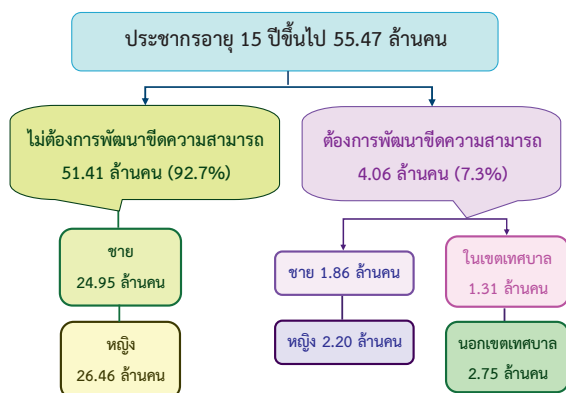 ประชากรอายุ 15 ปีขึ้นไป 55.47 ล้านคน
ไม่ต้องการพัฒนาขีดความสามารถ
51.41 ล้านคน (92.7%)
ต้องการพัฒนาขีดความสามารถ
4.06 ล้านคน (7.3%)
ชาย
24.95 ล้านคน
หญิง
26.46 ล้านคน
ชาย 1.86 ล้านคน
หญิง 2.20 ล้านคน
ในเขตเทศบาล
1.31 ล้านคน
นอกเขตเทศบาล
2.75 ล้านคน